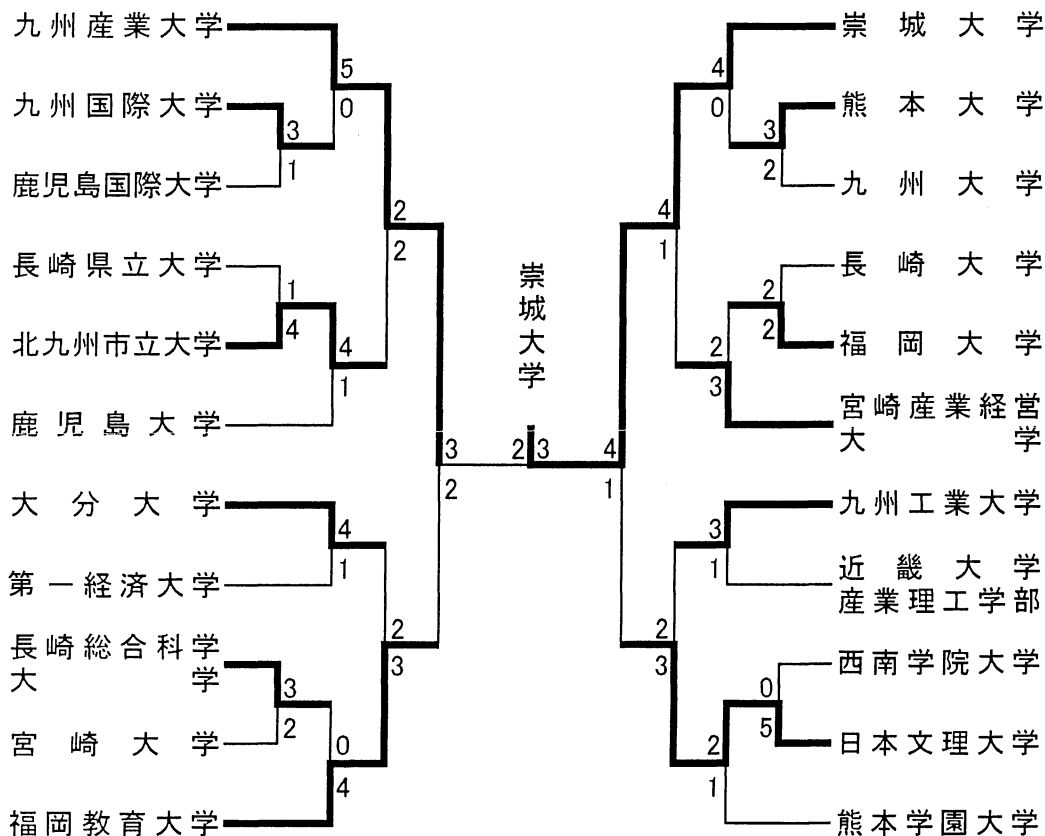 九州産業大学
5
0
九州国際大学
3
1
鹿児島国際大学
2
2
長崎県立大学
1
4
北九州市立大学
4
1
鹿児島大学
3
2
大分大学
4
1
第一経済大学
2
3
長崎総合科学
大学
3
2
宮崎大学
0
4
福岡教育大学
崇城大学
2
3
崇城大学
4
0
熊本大学
3
2
九州大学
4
1
長崎大学
2
2
福岡大学
2
3
宮崎産業経営
大学
4
1
九州工業大学
3
1
近畿大学
産業理工学部
2
3
西南学院大学
0
5
日本文理大学
2
1
熊本学園大学